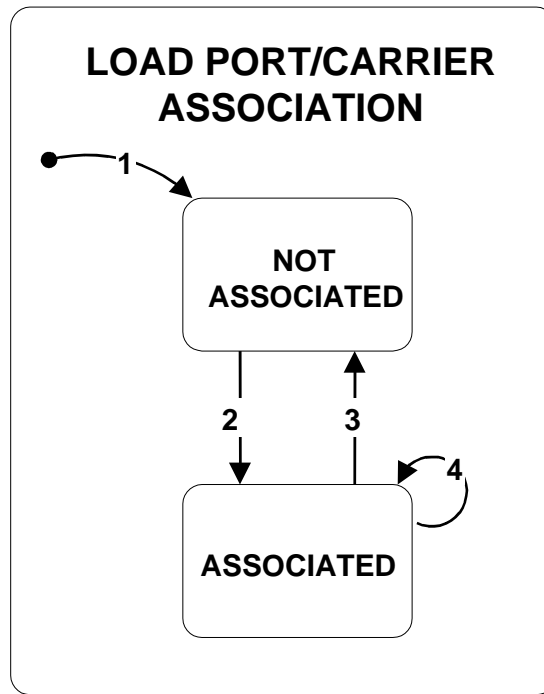 LOAD PORT/CARRIER
ASSOCIATION
1
NOT
ASSOCIATED
2
3
4
ASSOCIATED